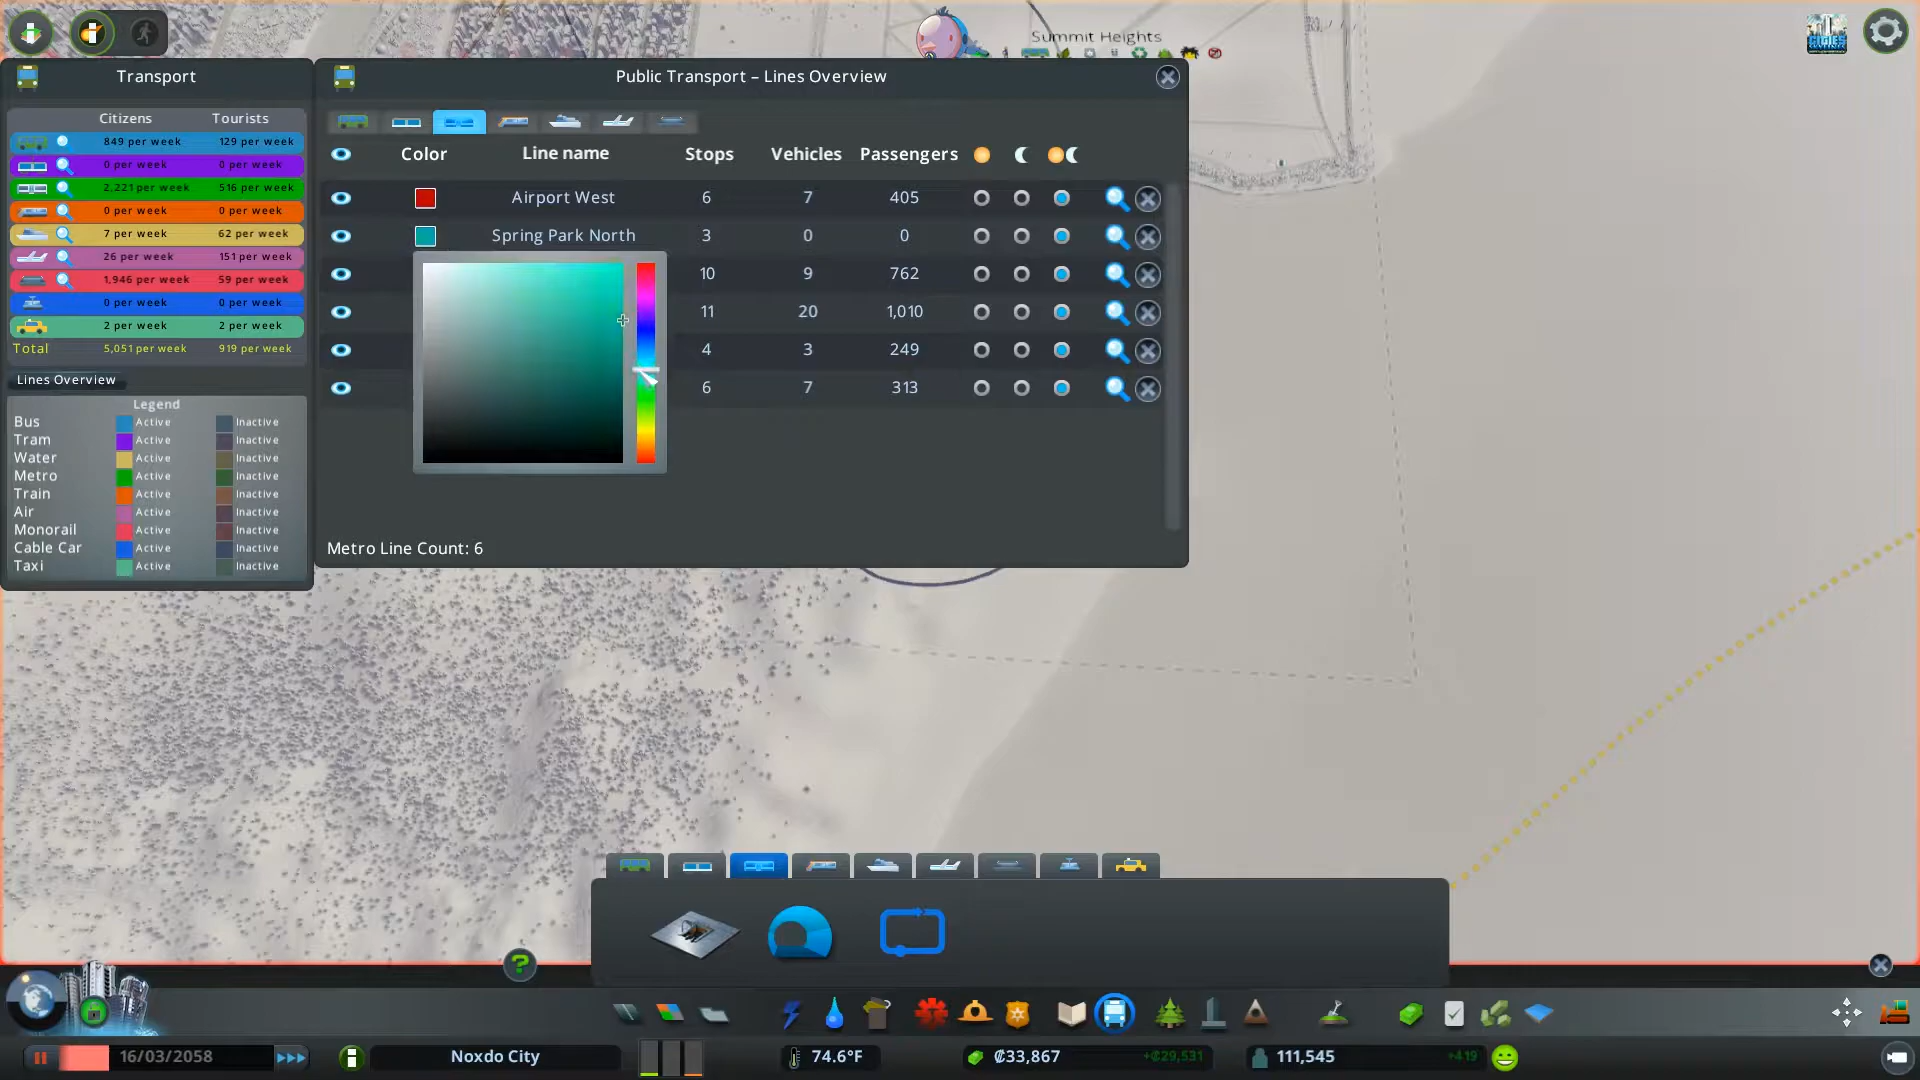 Summit Heights
CITIES
Transport
Citizens Tourists
849 per week 129 per week
0 per week 0 per week
2,221 per week 516 per week
0 per week 0 per week
7 per week 62 per week
26 per week 151 per week
1,946 per week 59 per week
0 per week 0 per week
2 per week 2 per week
Total 5,051 per week 919 per week
Lines Overview
Legend
Bus Active Inactive
Tram Active Inactive
Water Active Inactive
Metro Active Inactive
Train Active Inactive
Air Active Inactive
Monorail Active Inactive
Cable Car Active Inactive
Taxi Active Inactive
Public Transport – Lines Overview
Color Line name Stops Vehicles Passengers
Airport West 6 7 405
Spring Park North 3 0 0
10 9 762
11 20 1,010
4 3 249
6 7 313
Metro Line Count: 6
?
16/03/2058
Noxdo City
74.6°F
₡33,867 +₡29,531
111,545 +419